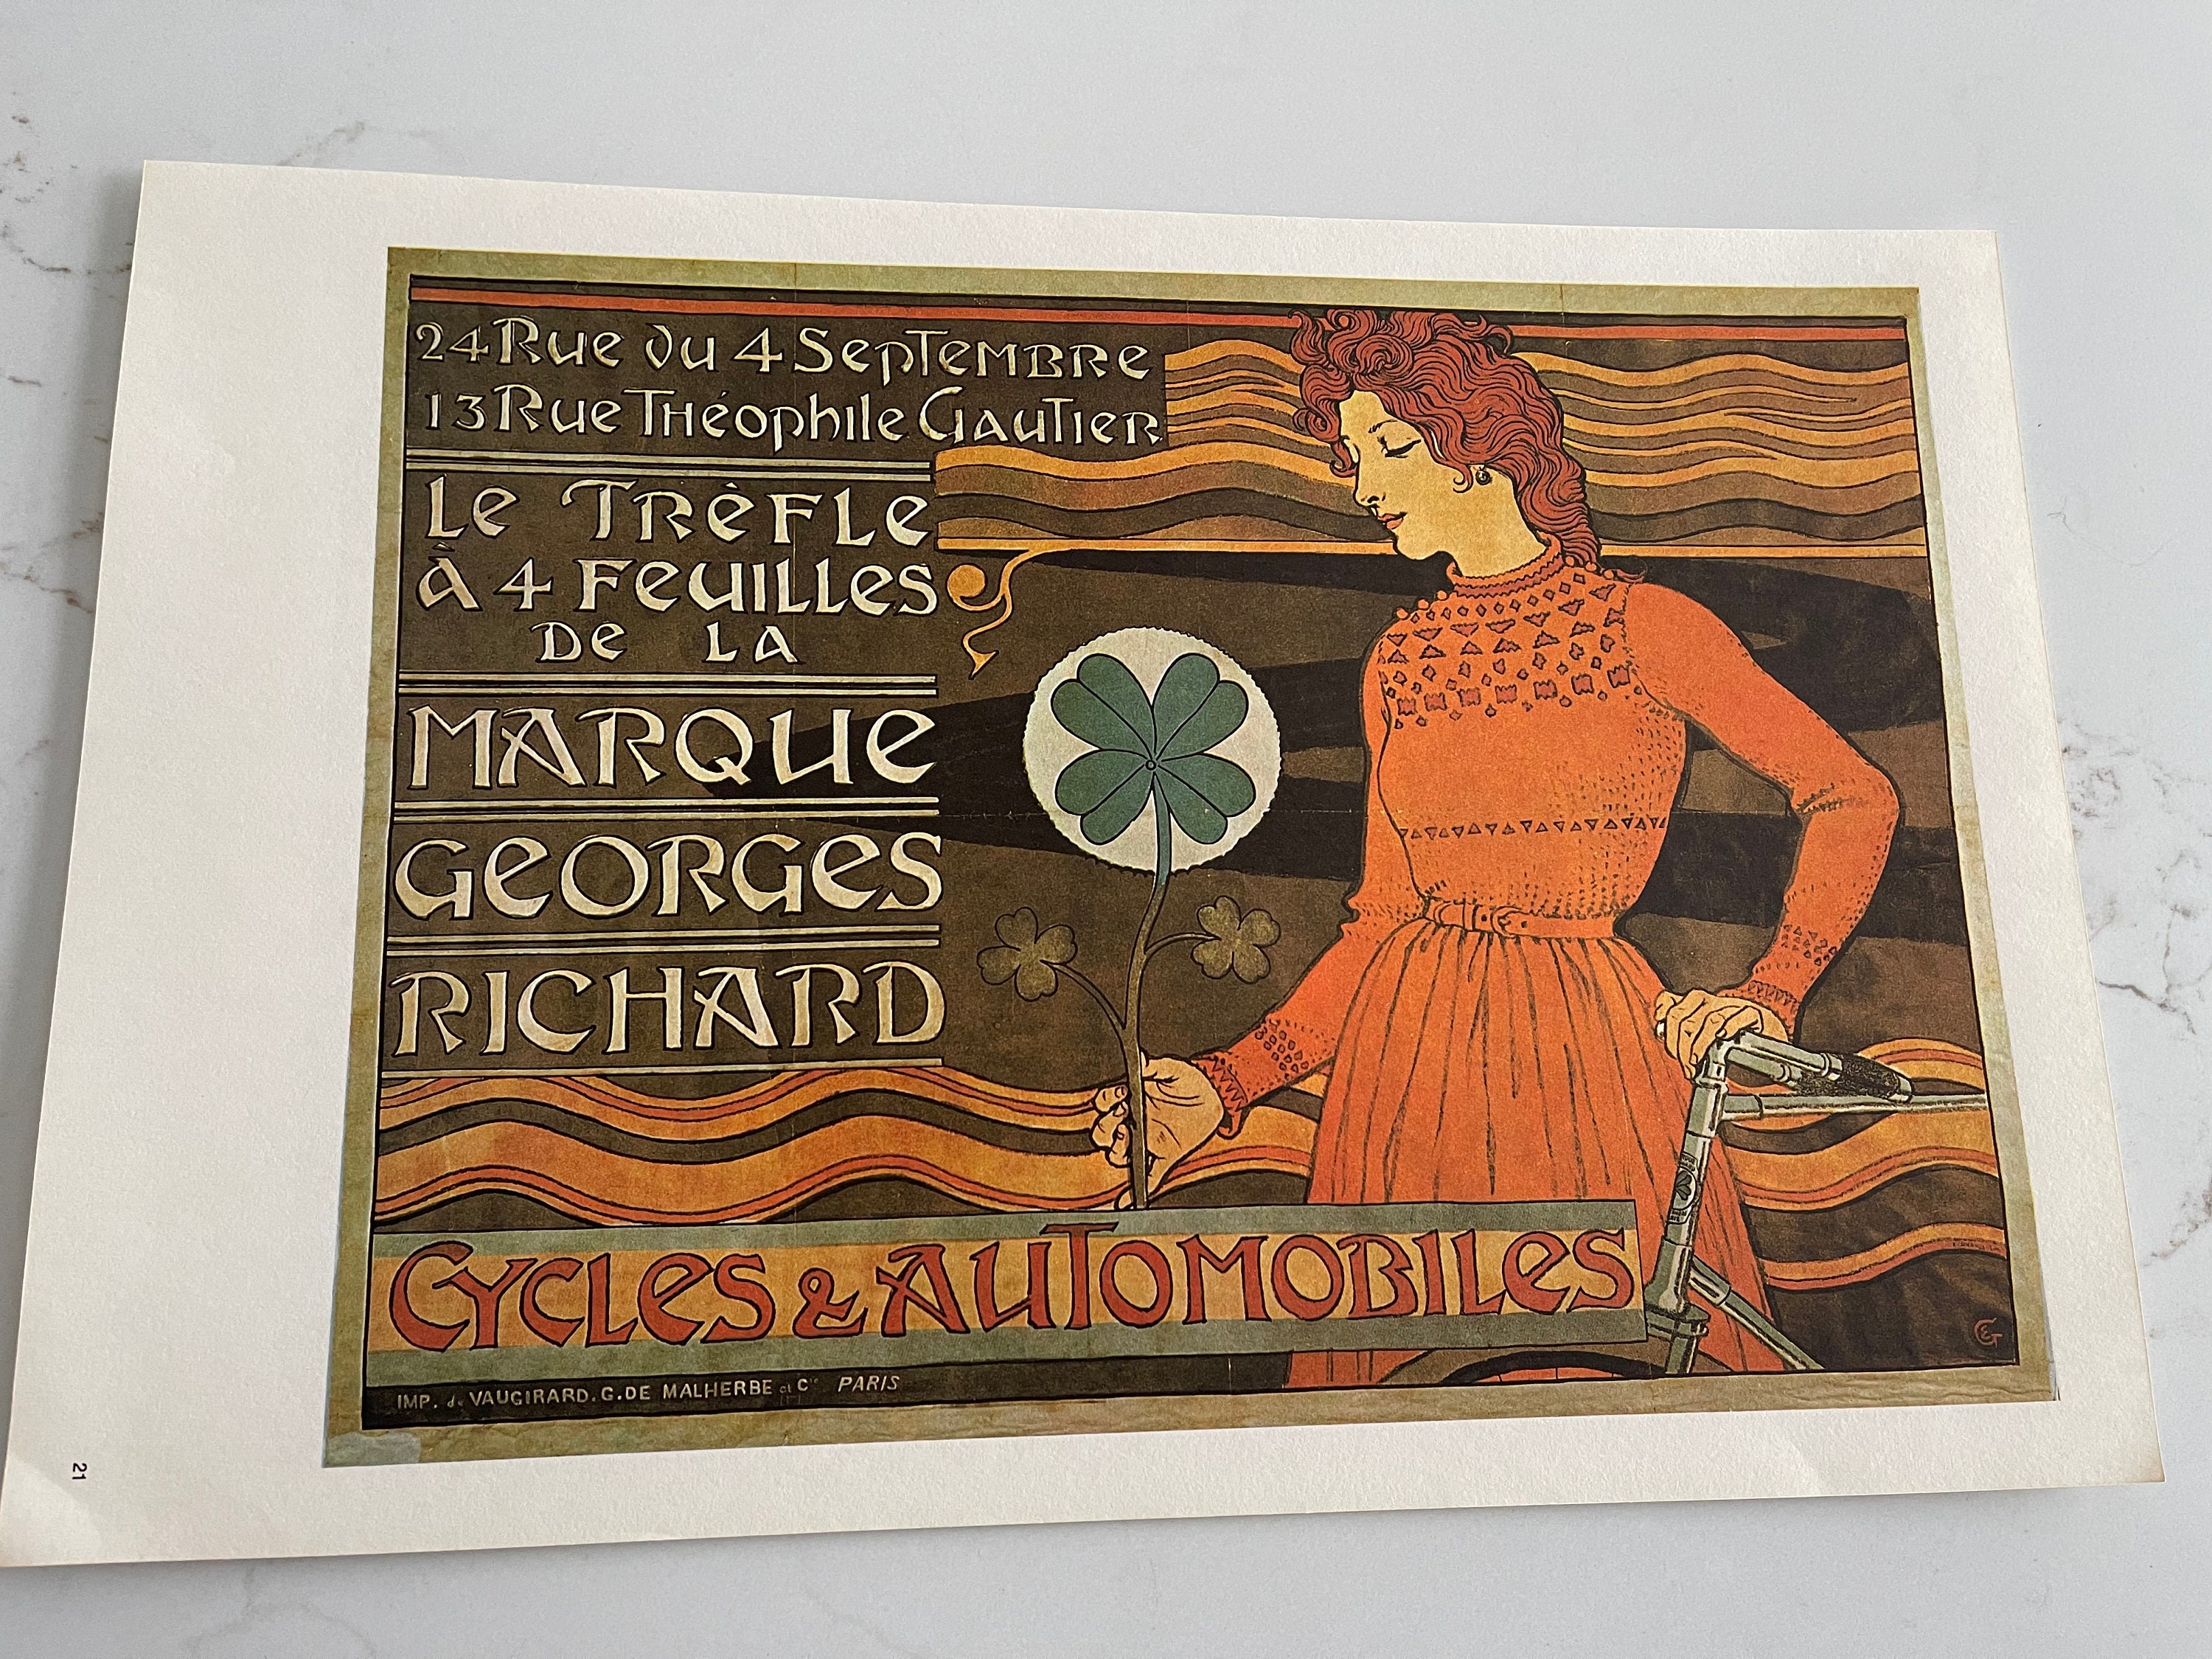 24 Rue du 4 Septembre
13 Rue Théophile Gautier
Le Trèfle
à 4 Feuilles
de la
Marque
Georges
Richard
Cycles & Automobiles
IMP. de VAUGIRARD. G. DE MALHERBE et Cie PARIS
21